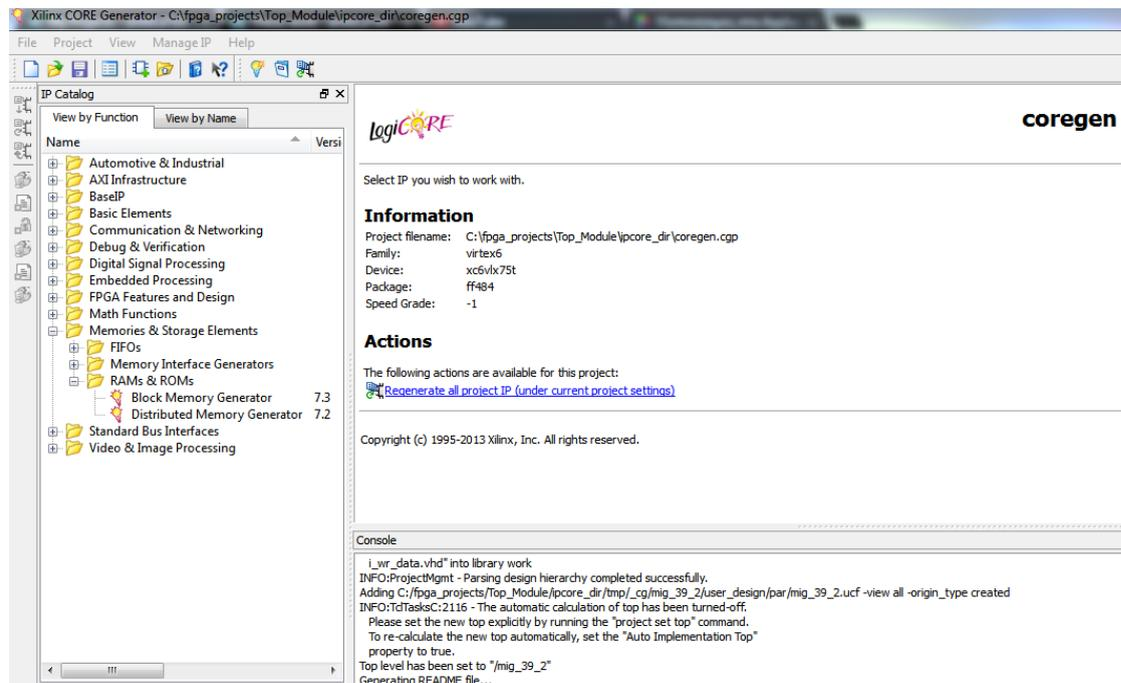 Xilinx CORE Generator - C:\fpga_projects\Top_Module\ipcore_dir\coregen.cgp
File Project View Manage IP Help
IP Catalog
View by Function View by Name
Name Versi
Automotive & Industrial
AXI Infrastructure
BaseIP
Basic Elements
Communication & Networking
Debug & Verification
Digital Signal Processing
Embedded Processing
FPGA Features and Design
Math Functions
Memories & Storage Elements
FIFOs
Memory Interface Generators
RAMs & ROMs
Block Memory Generator 7.3
Distributed Memory Generator 7.2
Standard Bus Interfaces
Video & Image Processing
logiCORE
coregen
Select IP you wish to work with.
Information
Project filename: C:\fpga_projects\Top_Module\ipcore_dir\coregen.cgp
Family: virtex6
Device: xc6vlx75t
Package: ff484
Speed Grade: -1
Actions
The following actions are available for this project:
Regenerate all project IP (under current project settings)
Copyright (c) 1995-2013 Xilinx, Inc. All rights reserved.
Console
i_wr_data.vhd" into library work
INFO:ProjectMgmt - Parsing design hierarchy completed successfully.
Adding C:/fpga_projects/Top_Module/ipcore_dir/tmp/_cg/mig_39_2/user_design/par/mig_39_2.ucf -view all -origin_type created
INFO:TclTasksC:2116 - The automatic calculation of top has been turned-off.
Please set the new top explicitly by running the "project set top" command.
To re-calculate the new top automatically, set the "Auto Implementation Top"
property to true.
Top level has been set to "/mig_39_2"
Generating README file...